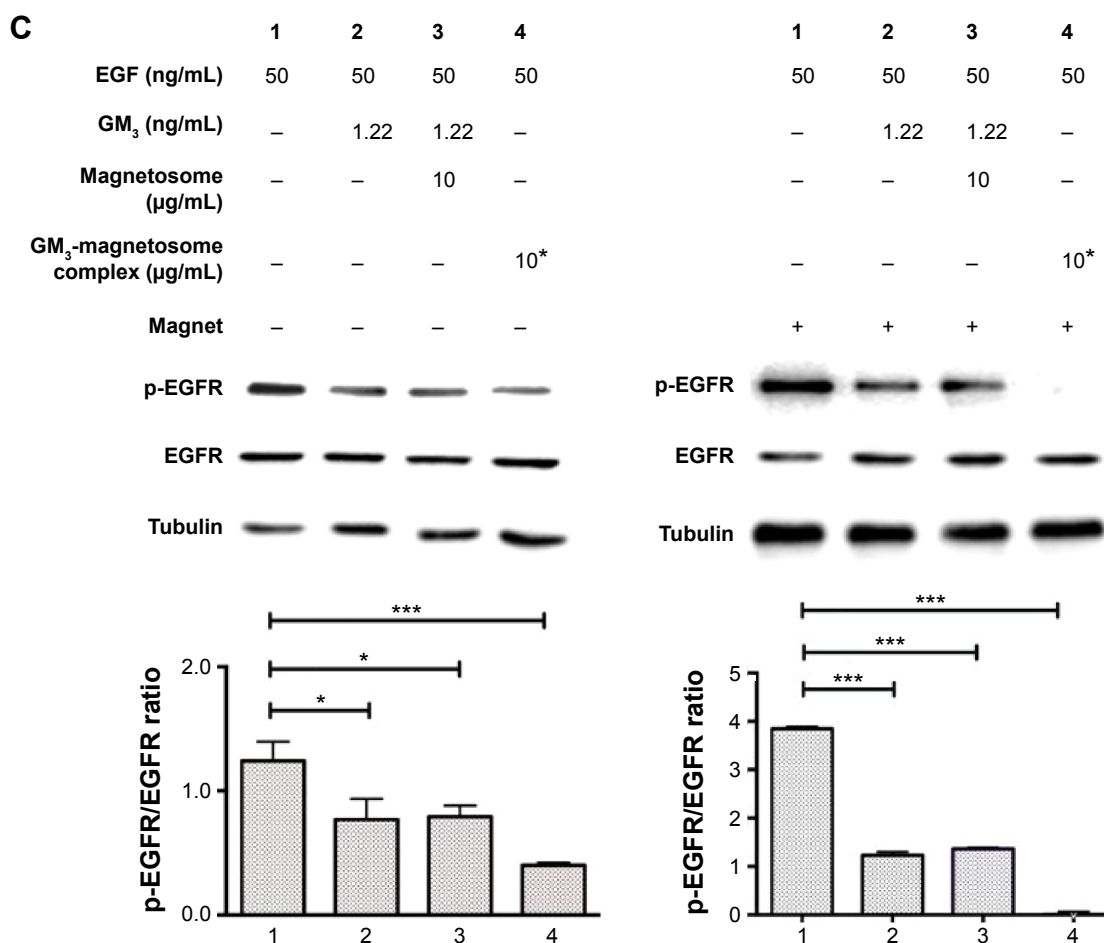 C
1 2 3 4 1 2 3 4
EGF (ng/mL) 50 50 50 50 50 50 50 50
GM3 (ng/mL) – 1.22 1.22 – – 1.22 1.22 –
Magnetosome
(µg/mL) – – 10 – – – 10 –
GM3-magnetosome
complex (µg/mL) – – – 10* – – – 10*
Magnet – – – – + + + +
p-EGFR p-EGFR
EGFR EGFR
Tubulin Tubulin
***
*
*
p-EGFR/EGFR ratio
2.0
1.0
0.0
1 2 3 4
***
***
***
p-EGFR/EGFR ratio
5
4
3
2
1
0
1 2 3 4